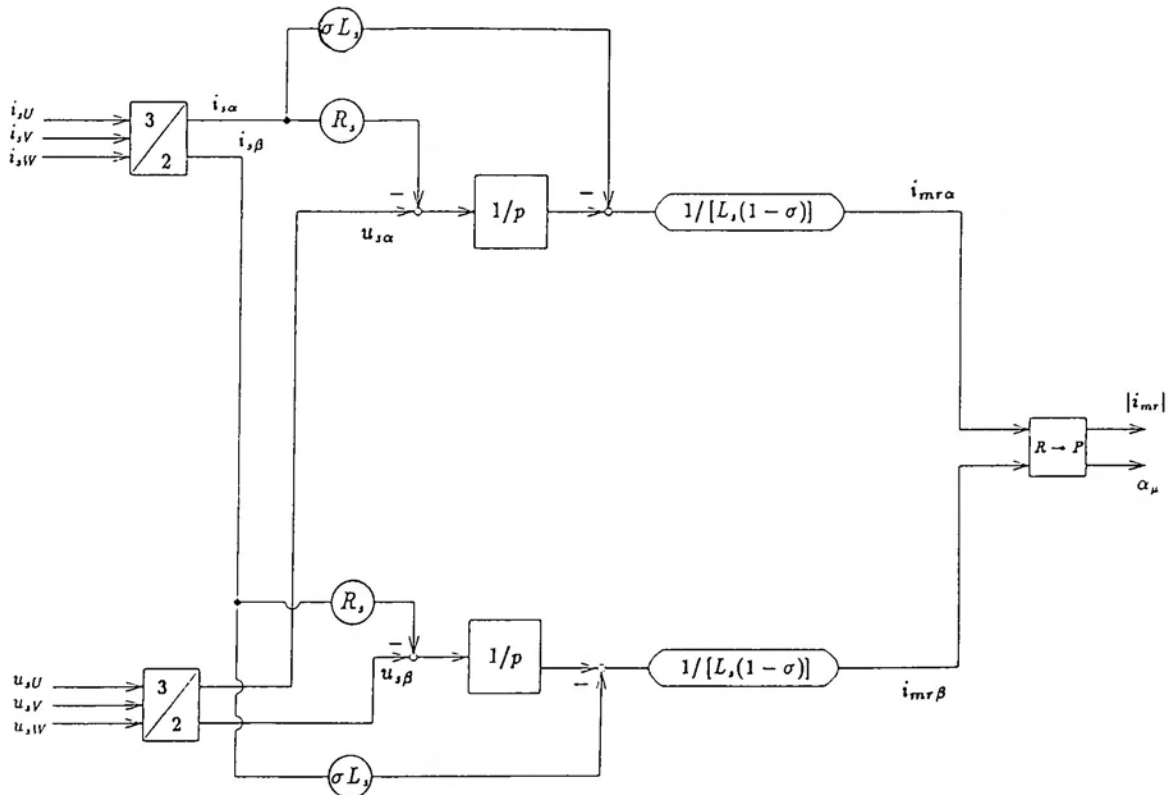 σL_s
i_sU
i_sV
i_sW
3
2
i_sα
i_sβ
R_s
−
u_sα
1/p
−
1/[L_s(1 − σ)]
i_mrα
R → P
|i_mr|
α_μ
R_s
−
u_sβ
1/p
−
1/[L_s(1 − σ)]
i_mrβ
u_sU
u_sV
u_sW
3
2
σL_s